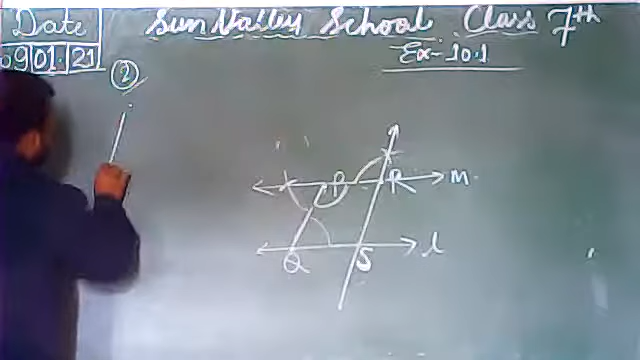 Date
Sun Valley School Class 7th
09 01. 21
Ex-10.1
2
P
R
M.
Q
S
l